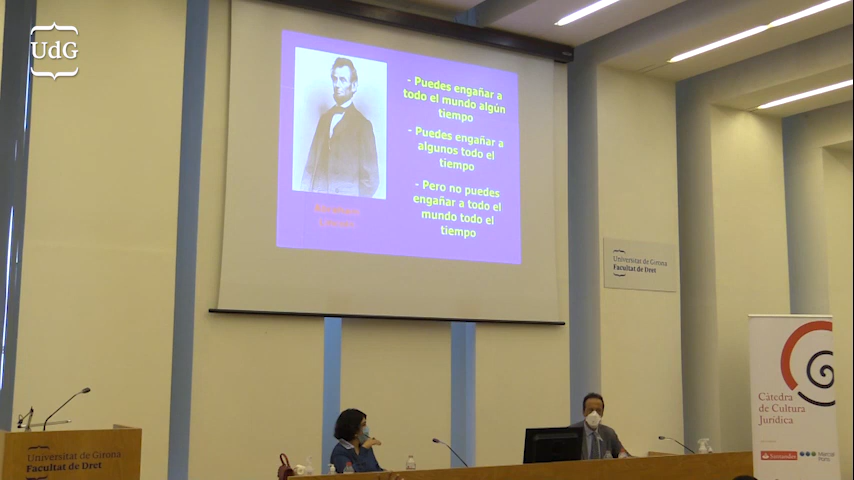 UdG
- Puedes engañar a
todo el mundo algún
tiempo
- Puedes engañar a
algunos todo el
tiempo
- Pero no puedes
engañar a todo el
mundo todo el
tiempo
Universitat de Girona
Facultat de Dret
Càtedra
de Cultura
Jurídica
Santander
Universitat de Girona
Facultat de Dret